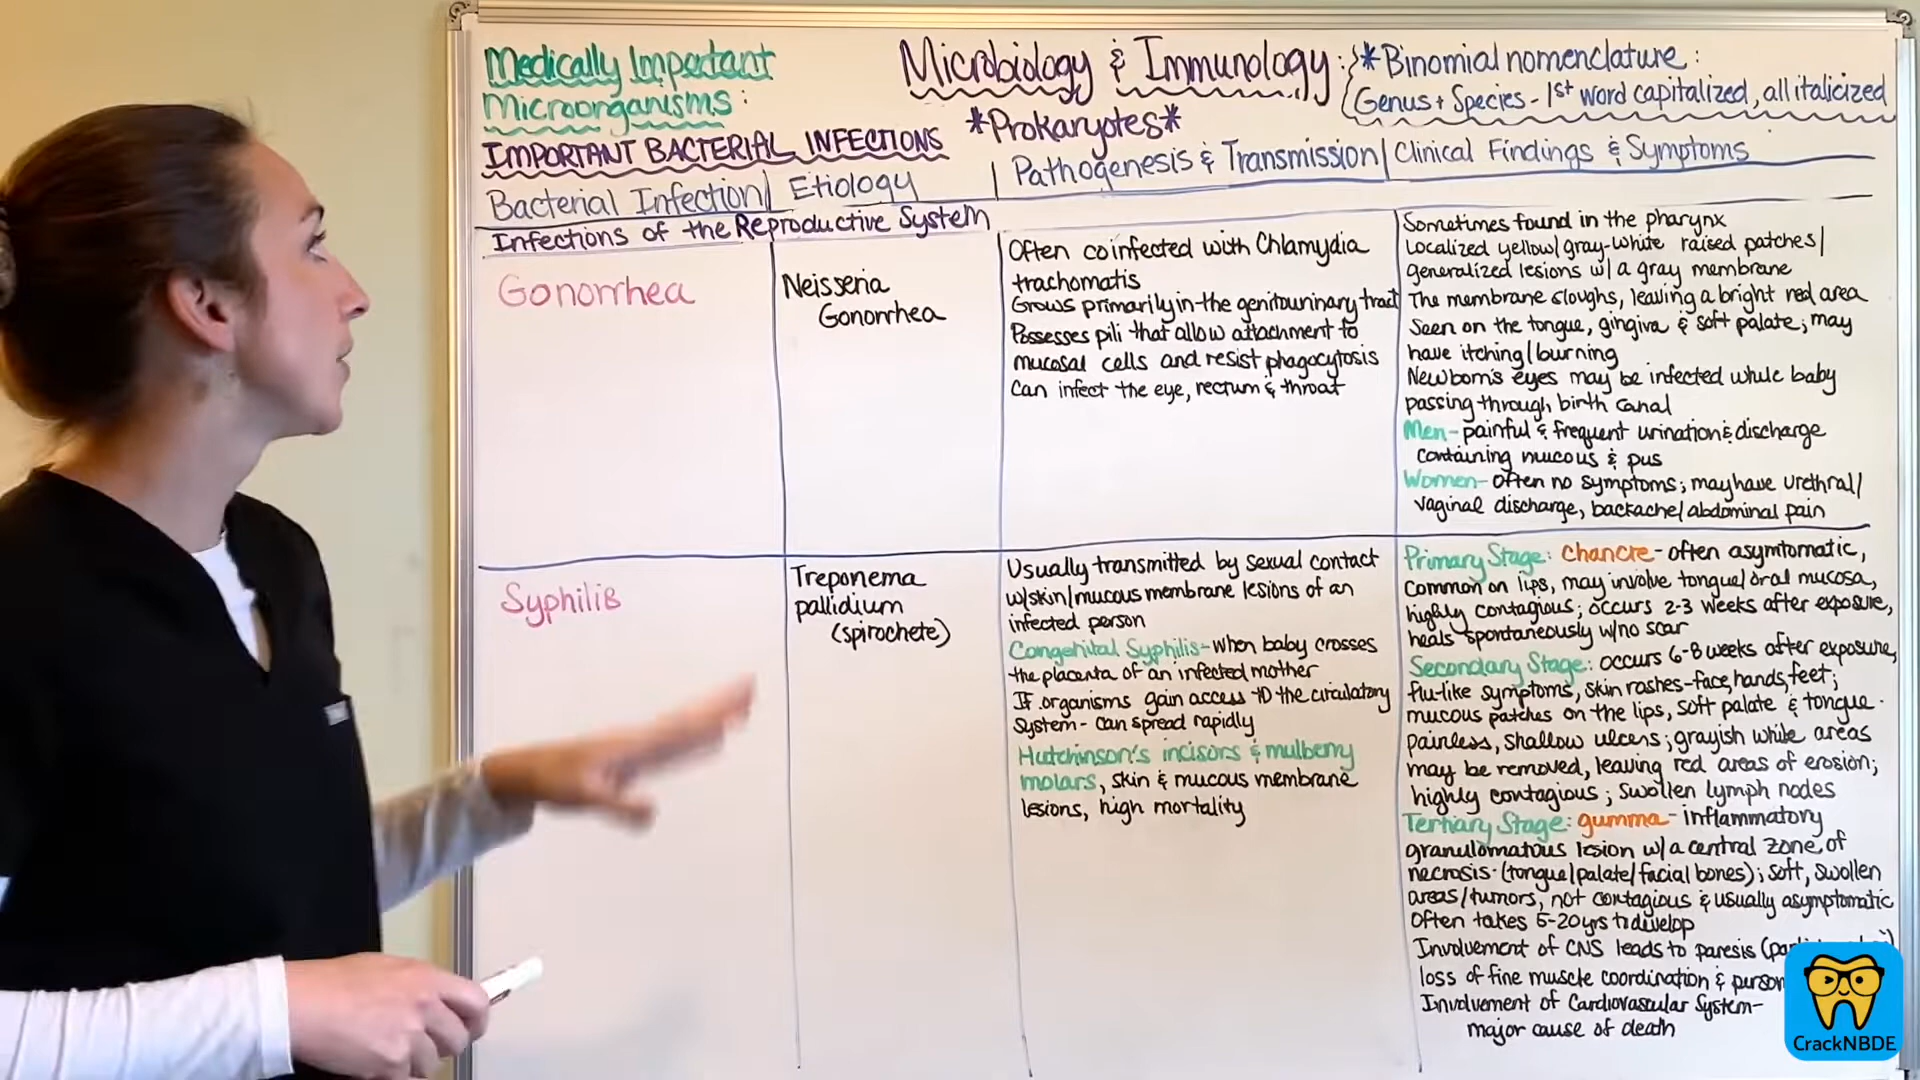 Medically Important
Microorganisms:
Microbiology & Immunology:
*Prokaryotes*
*Binomial nomenclature:
Genus + Species - 1st word capitalized, all italicized
IMPORTANT BACTERIAL INFECTIONS
Bacterial Infection | Etiology | Pathogenesis & Transmission | Clinical Findings & Symptoms
Infections of the Reproductive System
Gonorrhea
Neisseria
Gonorrhea
Often coinfected with Chlamydia
trachomatis
Grows primarily in the genitourinary tract
Possesses pili that allow attachment to
mucosal cells and resist phagocytosis
Can infect the eye, rectum & throat
Sometimes found in the pharynx
Localized yellow/gray-white raised patches/
generalized lesions w/ a gray membrane
The membrane sloughs, leaving a bright red area
Seen on the tongue, gingiva & soft palate; may
have itching/burning
Newborn's eyes may be infected while baby
passing through birth canal
Men- painful & frequent urination & discharge
containing mucous & pus
Women- often no symptoms; may have urethral/
vaginal discharge, backache/abdominal pain
Syphilis
Treponema
pallidium
(spirochete)
Usually transmitted by sexual contact
w/skin/mucous membrane lesions of an
infected person
Congenital Syphilis- when baby crosses
the placenta of an infected mother
If organisms gain access to the circulatory
system - can spread rapidly
Hutchinson's incisors & mulberry
molars, skin & mucous membrane
lesions, high mortality
Primary Stage: chancre- often asymtomatic,
common on lips, may involve tongue/oral mucosa,
highly contagious; occurs 2-3 weeks after exposure,
heals spontaneously w/no scar
Secondary Stage: occurs 6-8 weeks after exposure,
flu-like symptoms, skin rashes-face, hands, feet;
mucous patches on the lips, soft palate & tongue.
painless, shallow ulcers; grayish white areas
may be removed, leaving red areas of erosion;
highly contagious; swollen lymph nodes
Tertiary Stage: gumma- inflammatory
granulomatous lesion w/a central zone of
necrosis. (tongue/palate/facial bones); soft, swollen
areas/tumors, not contagious & usually asymptomatic
Often takes 5-20yrs to develop
Involvement of CNS leads to paresis
loss of fine muscle coordination &
Involvement of Cardiovascular System-
major cause of death
CrackNBDE